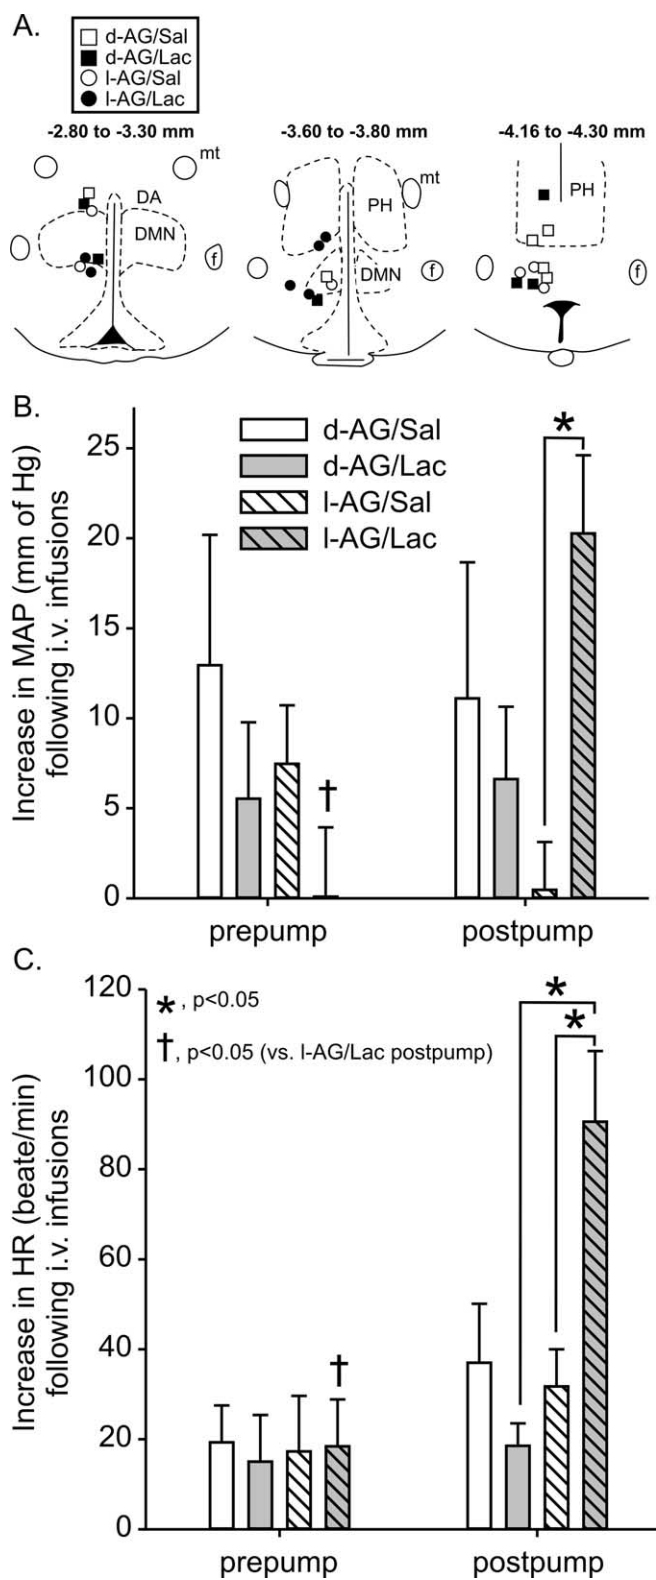 A.
d-AG/Sal
d-AG/Lac
l-AG/Sal
l-AG/Lac
-2.80 to -3.30 mm
-3.60 to -3.80 mm
-4.16 to -4.30 mm
mt
DA
DMN
f
mt
PH
DMN
f
PH
f
B.
Increase in MAP (mm of Hg)
following i.v. infusions
25
20
15
10
5
0
d-AG/Sal
d-AG/Lac
l-AG/Sal
l-AG/Lac
*
†
prepump
postpump
C.
Increase in HR (beate/min)
following i.v. infusions
120
100
80
60
40
20
0
*, p<0.05
†, p<0.05 (vs. l-AG/Lac postpump)
*
*
†
prepump
postpump